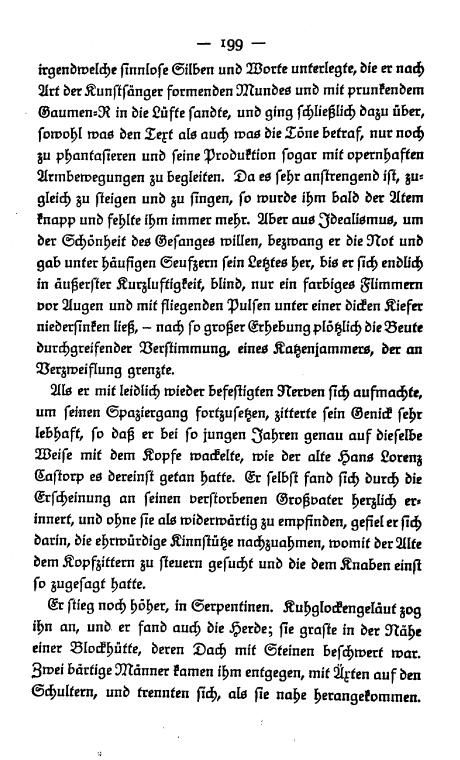 — 199 —
irgendwelche sinnlose Silben und Worte unterlegte, die er nach
Art der Kunstsänger formenden Mundes und mit prunkendem
Gaumen-R in die Lüfte sandte, und ging schließlich dazu über,
sowohl was den Text als auch was die Töne betraf, nur noch
zu phantasieren und seine Produktion sogar mit opernhaften
Armbewegungen zu begleiten. Da es sehr anstrengend ist, zu-
gleich zu steigen und zu singen, so wurde ihm bald der Atem
knapp und fehlte ihm immer mehr. Aber aus Idealismus, um
der Schönheit des Gesanges willen, bezwang er die Not und
gab unter häufigen Seufzern sein Letztes her, bis er sich endlich
in äußerster Kurzluftigkeit, blind, nur ein farbiges Flimmern
vor Augen und mit fliegenden Pulsen unter einer dicken Kiefer
niedersinken ließ, – nach so großer Erhebung plötzlich die Beute
durchgreifender Verstimmung, eines Katzenjammers, der an
Verzweiflung grenzte.
Als er mit leidlich wieder befestigten Nerven sich aufmachte,
um seinen Spaziergang fortzusetzen, zitterte sein Genick sehr
lebhaft, so daß er bei so jungen Jahren genau auf dieselbe
Weise mit dem Kopfe wackelte, wie der alte Hans Lorenz
Castorp es dereinst getan hatte. Er selbst fand sich durch die
Erscheinung an seinen verstorbenen Großvater herzlich er-
innert, und ohne sie als widerwärtig zu empfinden, gefiel er sich
darin, die ehrwürdige Kinnstütze nachzuahmen, womit der Alte
dem Kopfzittern zu steuern gesucht und die dem Knaben einst
so zugesagt hatte.
Er stieg noch höher, in Serpentinen. Kuhglockengeläut zog
ihn an, und er fand auch die Herde; sie graste in der Nähe
einer Blockhütte, deren Dach mit Steinen beschwert war.
Zwei bärtige Männer kamen ihm entgegen, mit Äxten auf den
Schultern, und trennten sich, als sie nahe herangekommen.